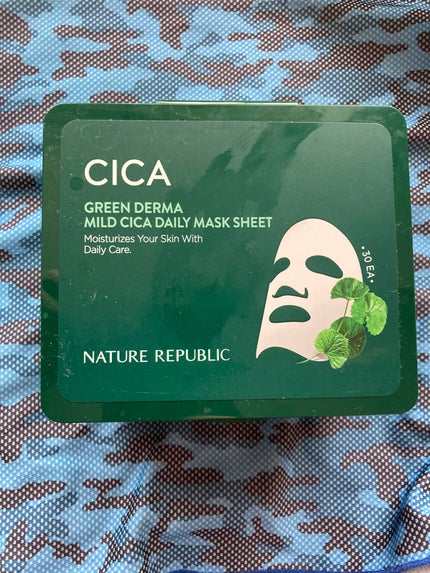 CICA
GREEN DERMA
MILD CICA DAILY MASK SHEET
Moisturizes Your Skin With
Daily Care.
•30 EA•
NATURE REPUBLIC